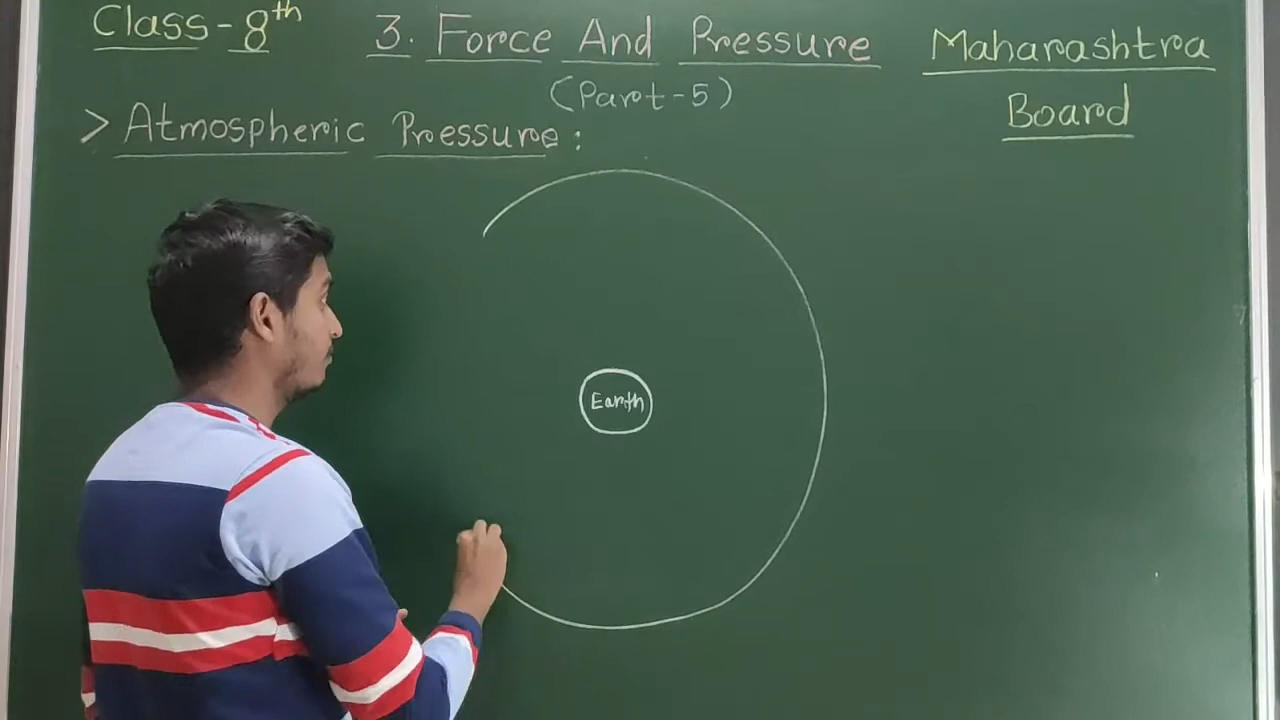 Class-8th
3. Force And Pressure
(Part-5)
Maharashtra
Board
> Atmospheric Pressure:
Earth